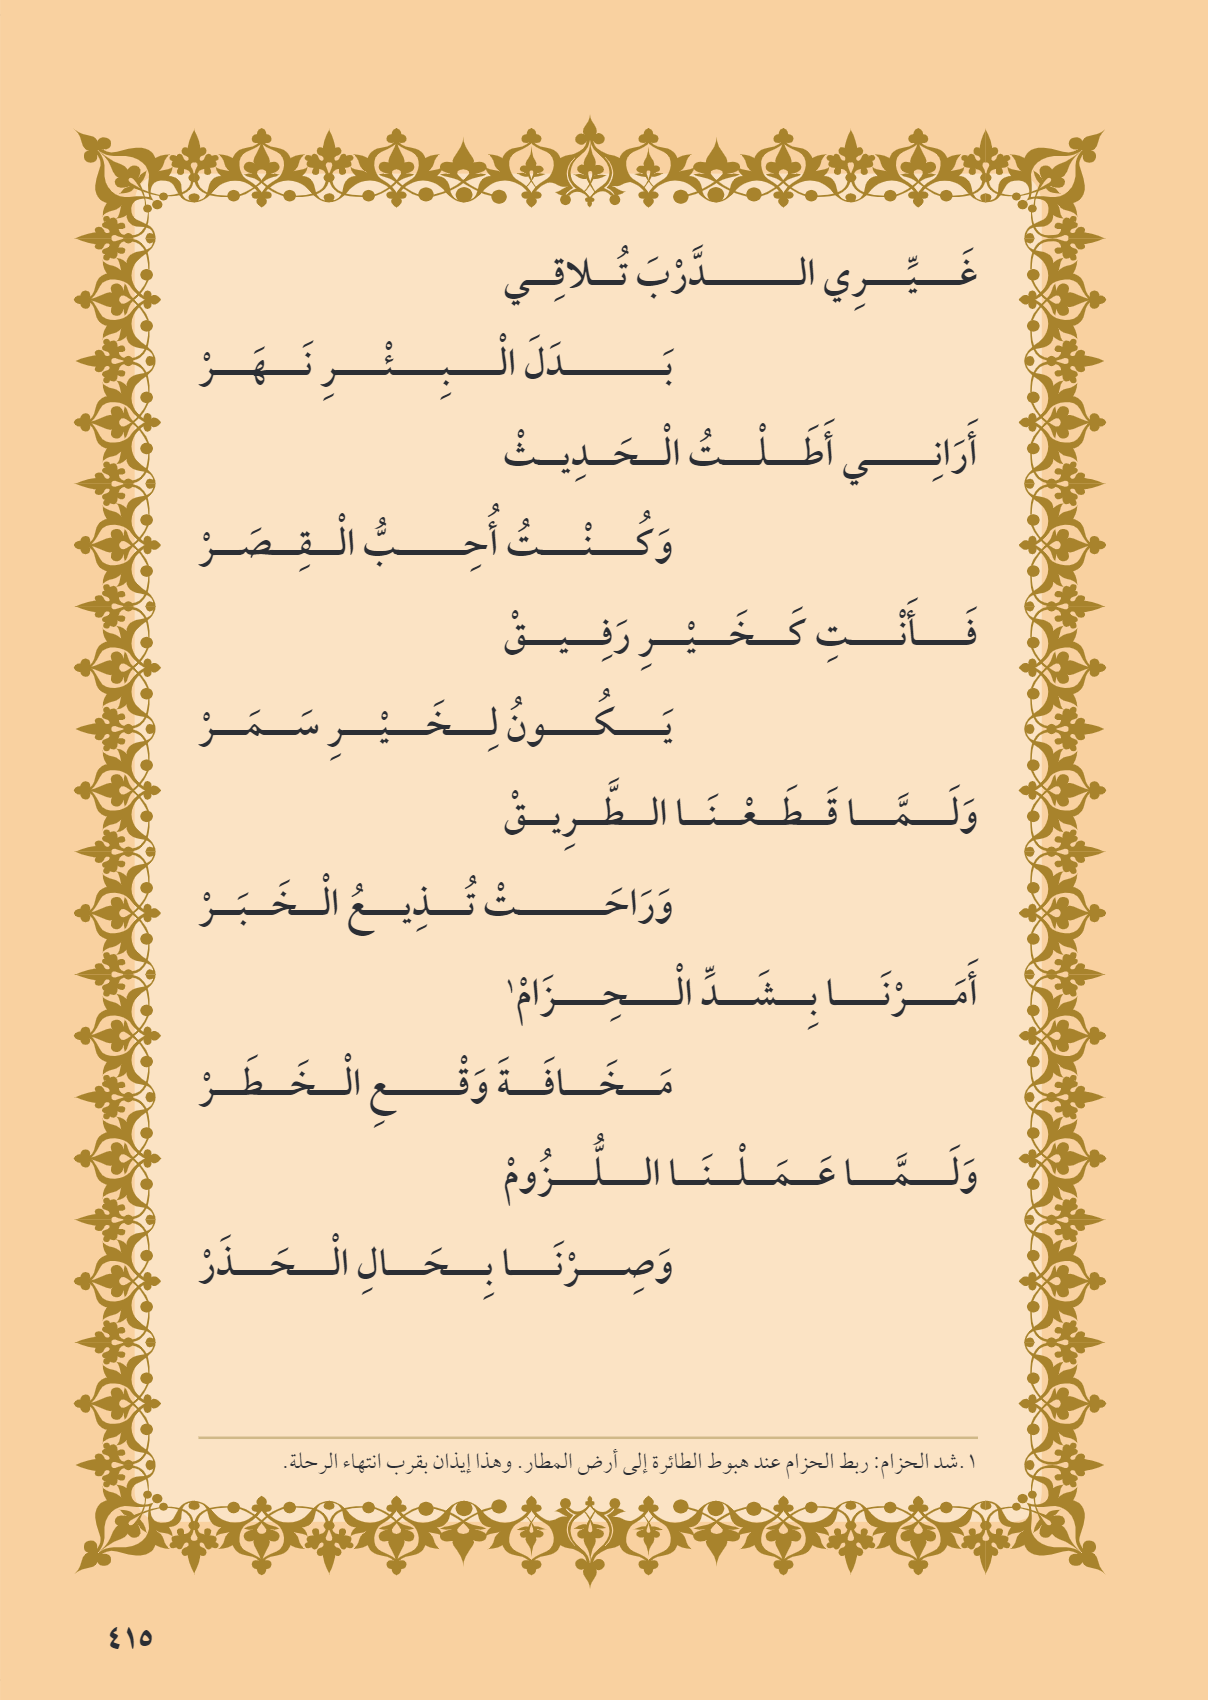 غَيِّرِي الدَّرْبَ تُلاقِي
بَدَلَ الْبِئْرِ نَهَرْ
أَرَانِي أَطَلْتُ الْحَدِيثْ
وَكُنْتُ أُحِبُّ الْقِصَرْ
فَأَنْتِ كَخَيْرِ رَفِيقْ
يَكُونُ لِخَيْرِ سَمَرْ
وَلَمَّا قَطَعْنَا الطَّرِيقْ
وَرَاحَتْ تُذِيعُ الْخَبَرْ
أَمَرْنَا بِشَدِّ الْحِزَامْ١
مَخَافَةَ وَقْعِ الْخَطَرْ
وَلَمَّا عَمَلْنَا اللُّزُومْ
وَصِرْنَا بِحَالِ الْحَذَرْ
١.شد الحزام: ربط الحزام عند هبوط الطائرة إلى أرض المطار. وهذا إيذان بقرب انتهاء الرحلة.
٤١٥